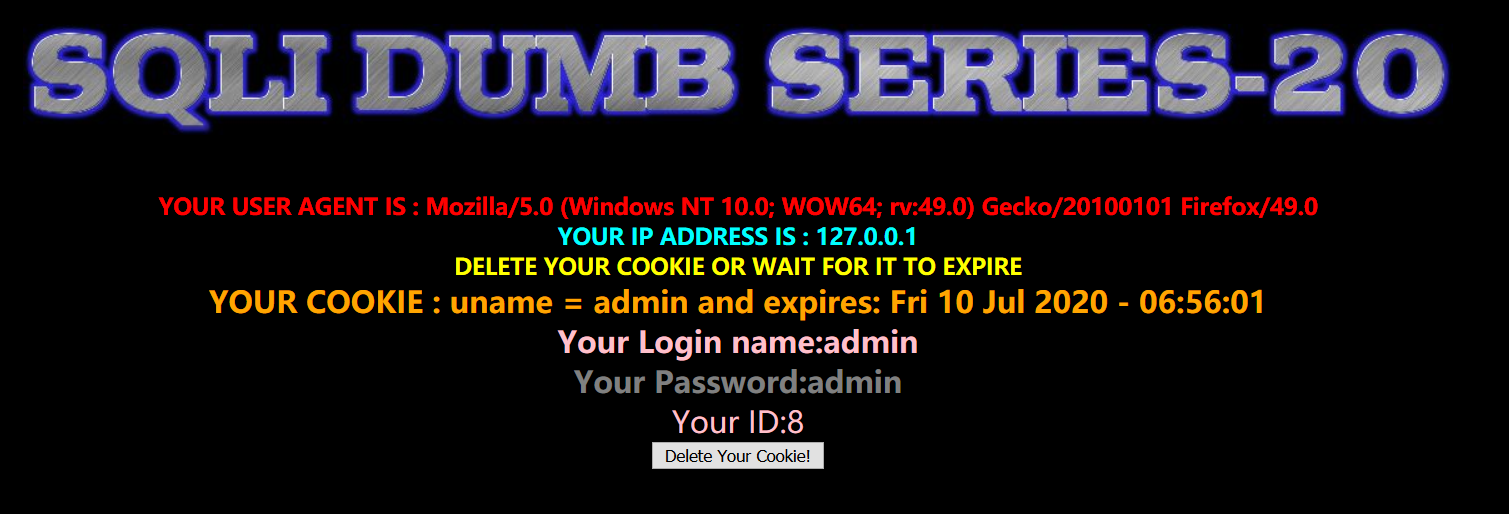 SQLI DUMB SERIES-20
YOUR USER AGENT IS : Mozilla/5.0 (Windows NT 10.0; WOW64; rv:49.0) Gecko/20100101 Firefox/49.0
YOUR IP ADDRESS IS : 127.0.0.1
DELETE YOUR COOKIE OR WAIT FOR IT TO EXPIRE
YOUR COOKIE : uname = admin and expires: Fri 10 Jul 2020 - 06:56:01
Your Login name:admin
Your Password:admin
Your ID:8
Delete Your Cookie!